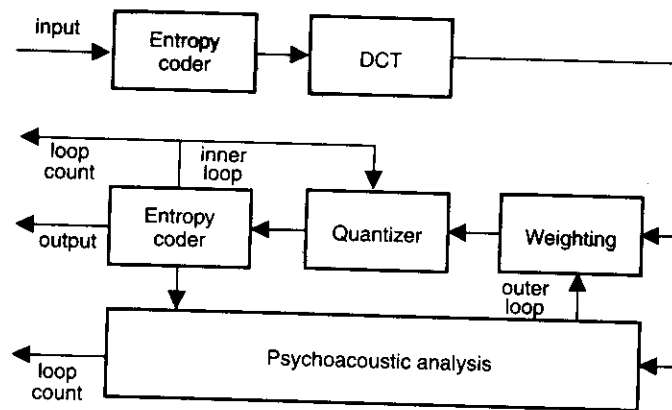 input
Entropy
coder
DCT
loop
count
inner
loop
output
Entropy
coder
Quantizer
Weighting
outer
loop
Psychoacoustic analysis
loop
count